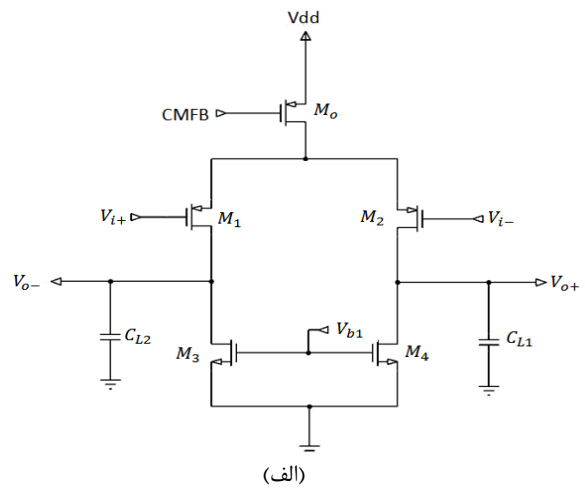 Vdd
CMFB
Mo
Vi+
M1
M2
Vi−
Vo−
Vo+
CL2
M3
Vb1
M4
CL1
(الف)